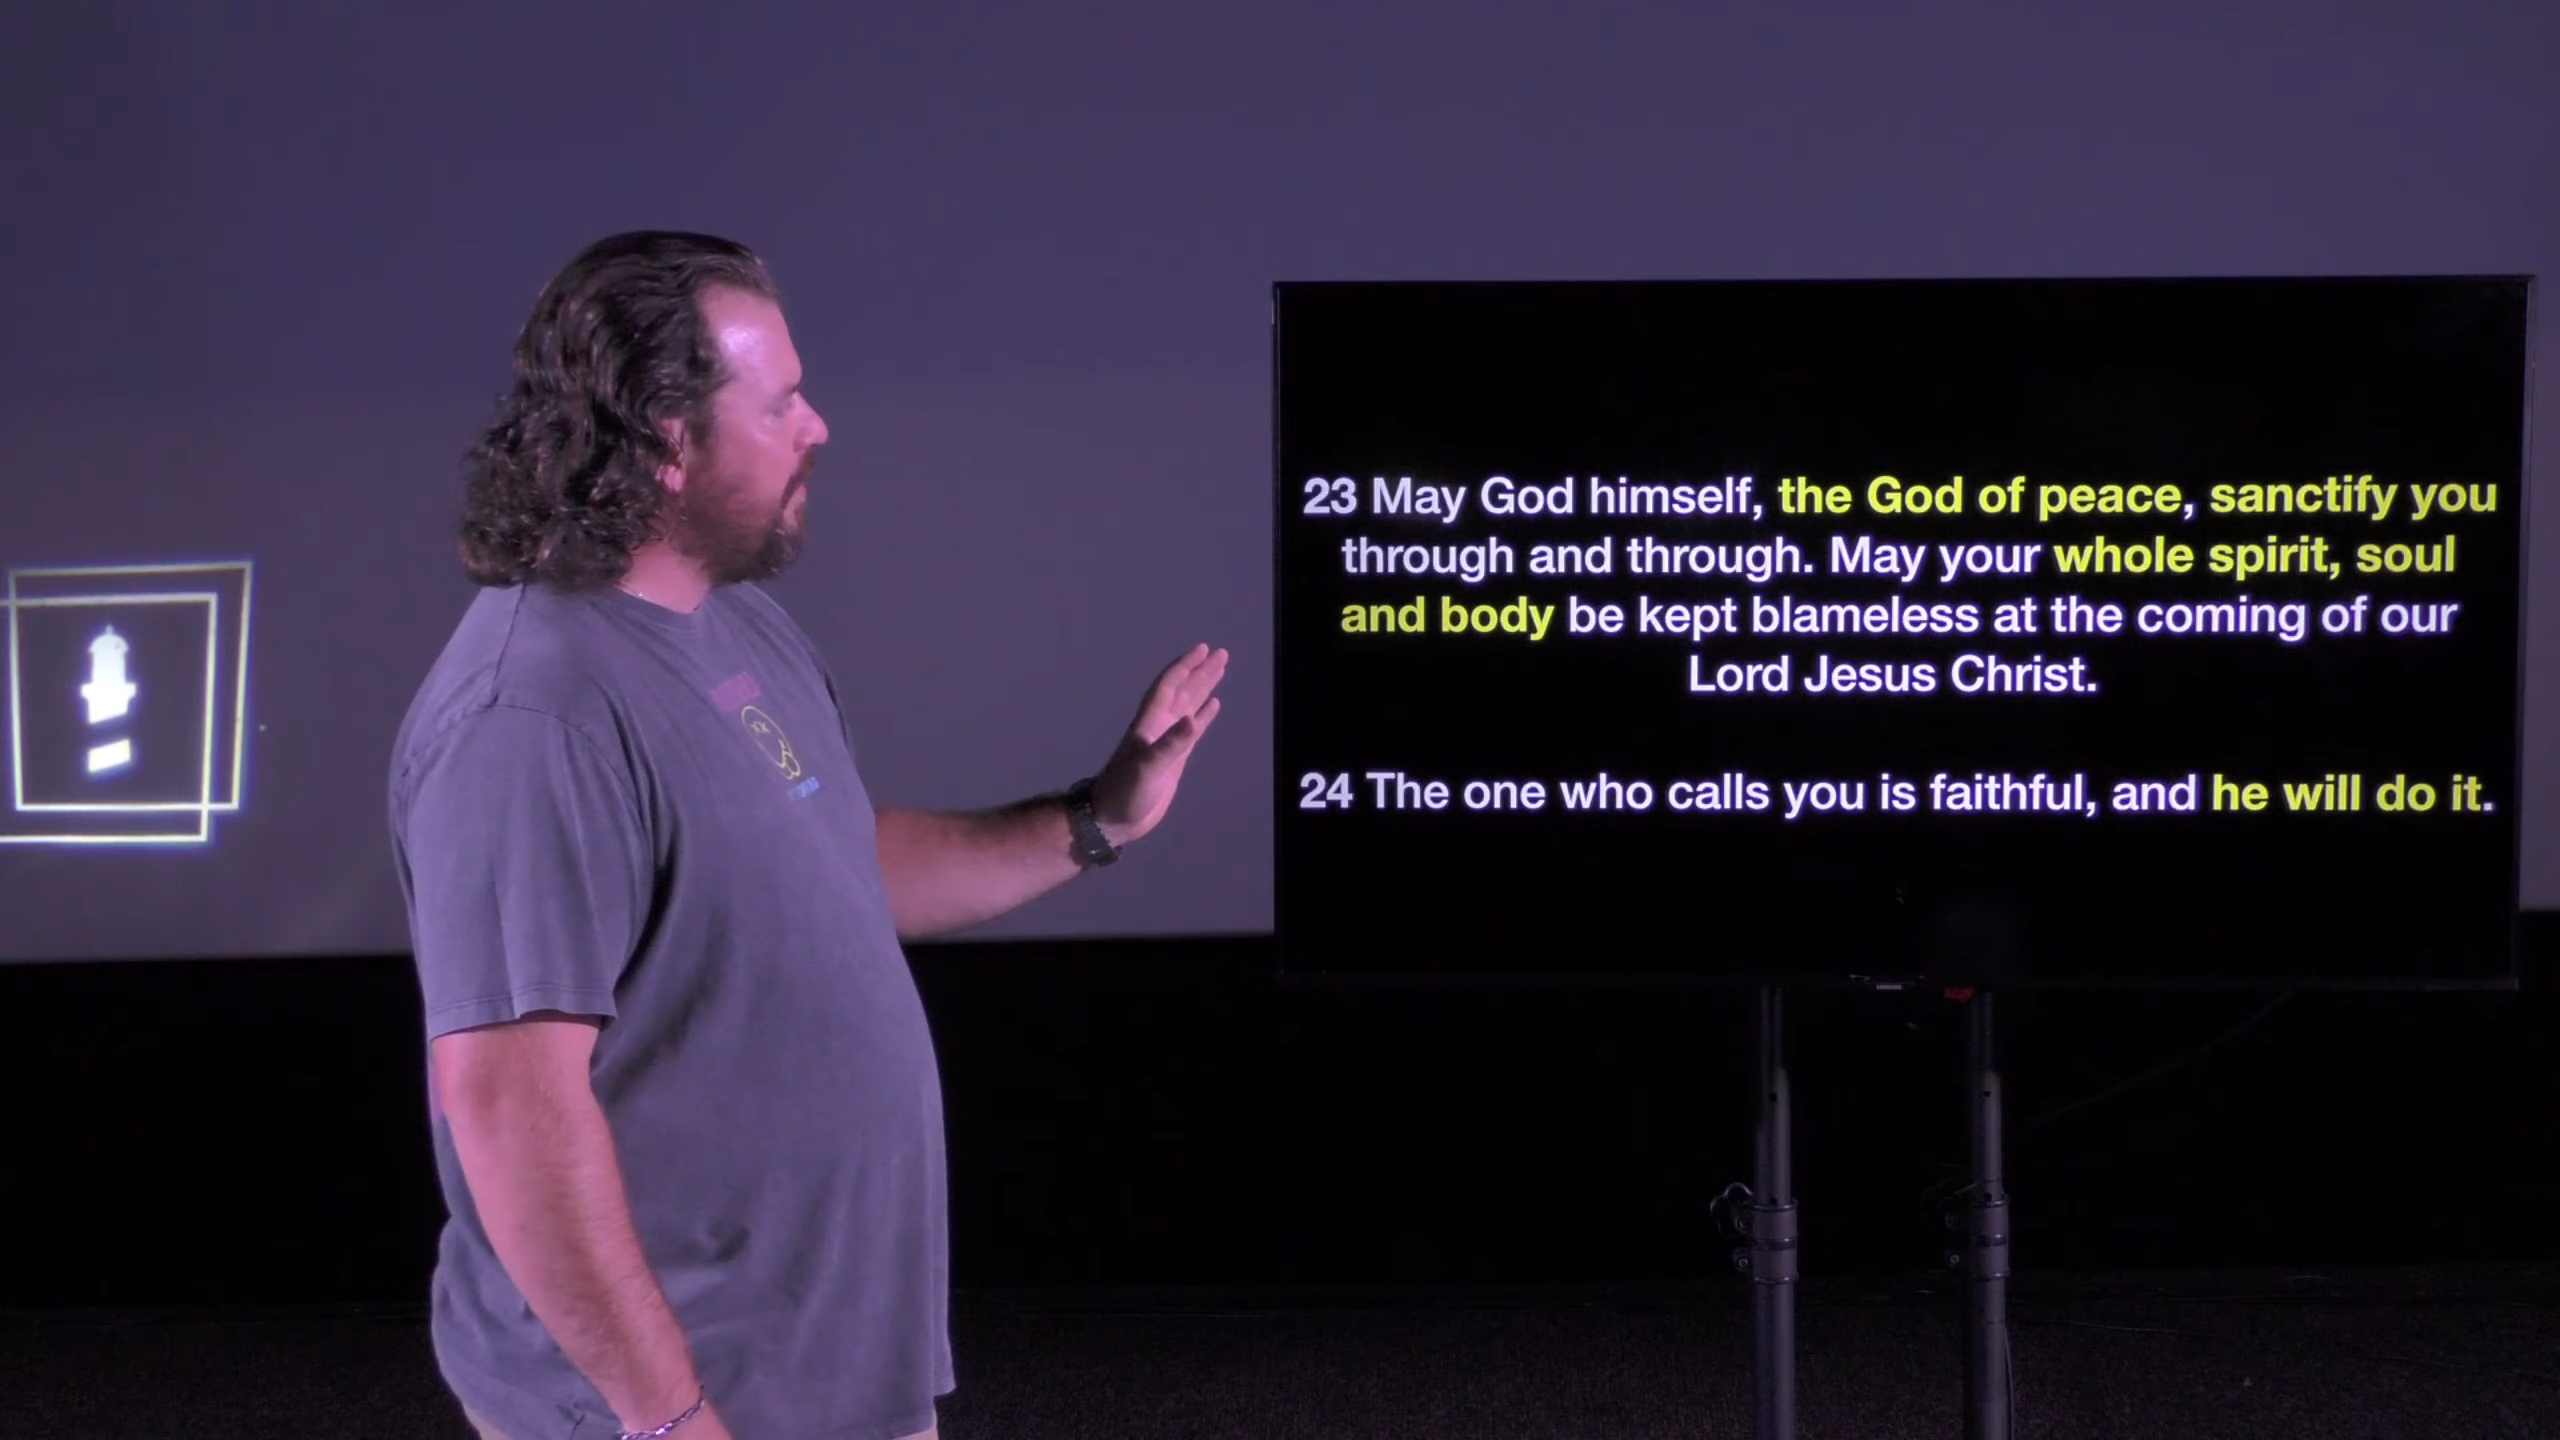 23 May God himself, the God of peace, sanctify you
through and through. May your whole spirit, soul
and body be kept blameless at the coming of our
Lord Jesus Christ.
24 The one who calls you is faithful, and he will do it.